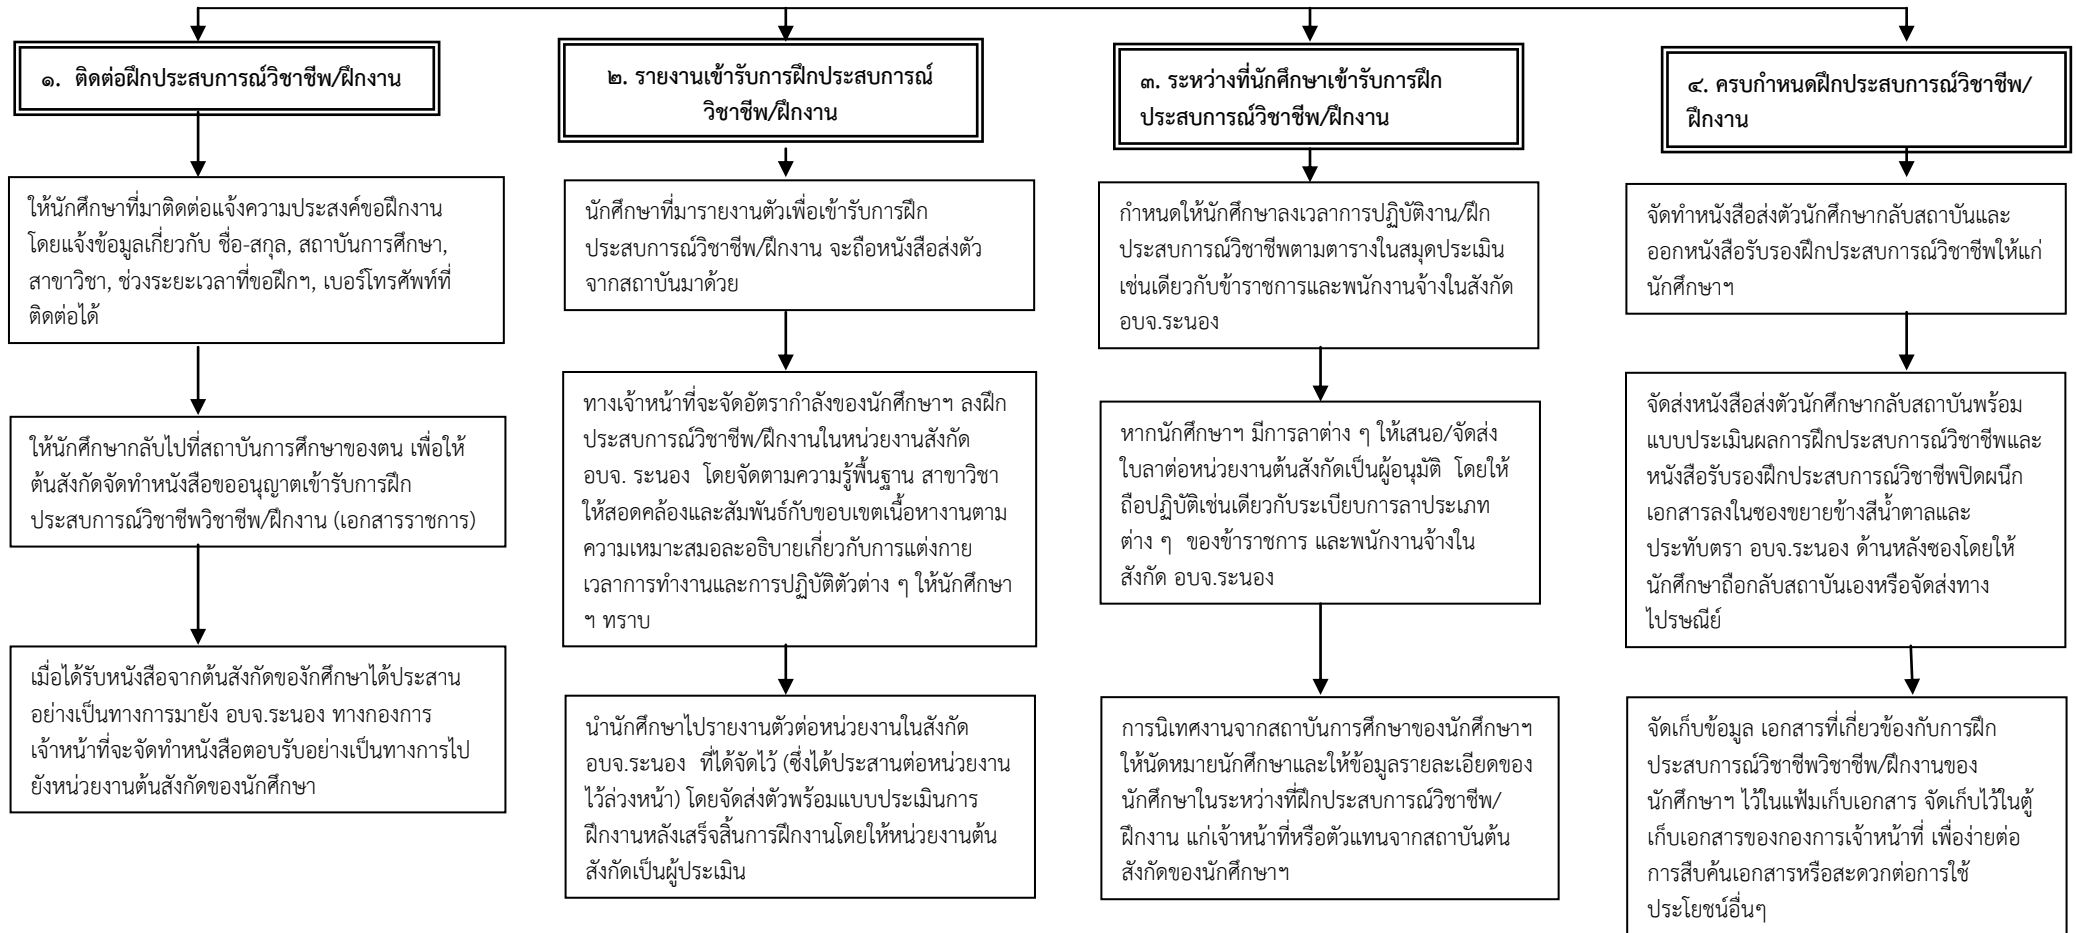 ๑. ติดต่อฝึกประสบการณ์วิชาชีพ/ฝึกงาน
ให้นักศึกษาที่มาติดต่อแจ้งความประสงค์ขอฝึกงาน
โดยแจ้งข้อมูลเกี่ยวกับ ชื่อ-สกุล, สถาบันการศึกษา,
สาขาวิชา, ช่วงระยะเวลาที่ขอฝึกฯ, เบอร์โทรศัพท์ที่
ติดต่อได้
ให้นักศึกษากลับไปที่สถาบันการศึกษาของตน เพื่อให้
ต้นสังกัดจัดทำหนังสือขออนุญาตเข้ารับการฝึก
ประสบการณ์วิชาชีพวิชาชีพ/ฝึกงาน (เอกสารราชการ)
เมื่อได้รับหนังสือจากต้นสังกัดของักศึกษาได้ประสาน
อย่างเป็นทางการมายัง อบจ.ระนอง ทางกองการ
เจ้าหน้าที่จะจัดทำหนังสือตอบรับอย่างเป็นทางการไป
ยังหน่วยงานต้นสังกัดของนักศึกษา
๒. รายงานเข้ารับการฝึกประสบการณ์
วิชาชีพ/ฝึกงาน
นักศึกษาที่มารายงานตัวเพื่อเข้ารับการฝึก
ประสบการณ์วิชาชีพ/ฝึกงาน จะถือหนังสือส่งตัว
จากสถาบันมาด้วย
ทางเจ้าหน้าที่จะจัดอัตรากำลังของนักศึกษาฯ ลงฝึก
ประสบการณ์วิชาชีพ/ฝึกงานในหน่วยงานสังกัด
อบจ. ระนอง โดยจัดตามความรู้พื้นฐาน สาขาวิชา
ให้สอดคล้องและสัมพันธ์กับขอบเขตเนื้อหางานตาม
ความเหมาะสมอละอธิบายเกี่ยวกับการแต่งกาย
เวลาการทำงานและการปฏิบัติตัวต่าง ๆ ให้นักศึกษา
ฯ ทราบ
นำนักศึกษาไปรายงานตัวต่อหน่วยงานในสังกัด
อบจ.ระนอง ที่ได้จัดไว้ (ซึ่งได้ประสานต่อหน่วยงาน
ไว้ล่วงหน้า) โดยจัดส่งตัวพร้อมแบบประเมินการ
ฝึกงานหลังเสร็จสิ้นการฝึกงานโดยให้หน่วยงานต้น
สังกัดเป็นผู้ประเมิน
๓. ระหว่างที่นักศึกษาเข้ารับการฝึก
ประสบการณ์วิชาชีพ/ฝึกงาน
กำหนดให้นักศึกษาลงเวลาการปฏิบัติงาน/ฝึก
ประสบการณ์วิชาชีพตามตารางในสมุดประเมิน
เช่นเดียวกับข้าราชการและพนักงานจ้างในสังกัด
อบจ.ระนอง
หากนักศึกษาฯ มีการลาต่าง ๆ ให้เสนอ/จัดส่ง
ใบลาต่อหน่วยงานต้นสังกัดเป็นผู้อนุมัติ โดยให้
ถือปฏิบัติเช่นเดียวกับระเบียบการลาประเภท
ต่าง ๆ ของข้าราชการ และพนักงานจ้างใน
สังกัด อบจ.ระนอง
การนิเทศงานจากสถาบันการศึกษาของนักศึกษาฯ
ให้นัดหมายนักศึกษาและให้ข้อมูลรายละเอียดของ
นักศึกษาในระหว่างที่ฝึกประสบการณ์วิชาชีพ/
ฝึกงาน แก่เจ้าหน้าที่หรือตัวแทนจากสถาบันต้น
สังกัดของนักศึกษาฯ
๔. ครบกำหนดฝึกประสบการณ์วิชาชีพ/
ฝึกงาน
จัดทำหนังสือส่งตัวนักศึกษากลับสถาบันและ
ออกหนังสือรับรองฝึกประสบการณ์วิชาชีพให้แก่
นักศึกษาฯ
จัดส่งหนังสือส่งตัวนักศึกษากลับสถาบันพร้อม
แบบประเมินผลการฝึกประสบการณ์วิชาชีพและ
หนังสือรับรองฝึกประสบการณ์วิชาชีพปิดผนึก
เอกสารลงในซองขยายข้างสีน้ำตาลและ
ประทับตรา อบจ.ระนอง ด้านหลังซองโดยให้
นักศึกษาถือกลับสถาบันเองหรือจัดส่งทาง
ไปรษณีย์
จัดเก็บข้อมูล เอกสารที่เกี่ยวข้องกับการฝึก
ประสบการณ์วิชาชีพวิชาชีพ/ฝึกงานของ
นักศึกษาฯ ไว้ในแฟ้มเก็บเอกสาร จัดเก็บไว้ในตู้
เก็บเอกสารของกองการเจ้าหน้าที่ เพื่อง่ายต่อ
การสืบค้นเอกสารหรือสะดวกต่อการใช้
ประโยชน์อื่นๆ